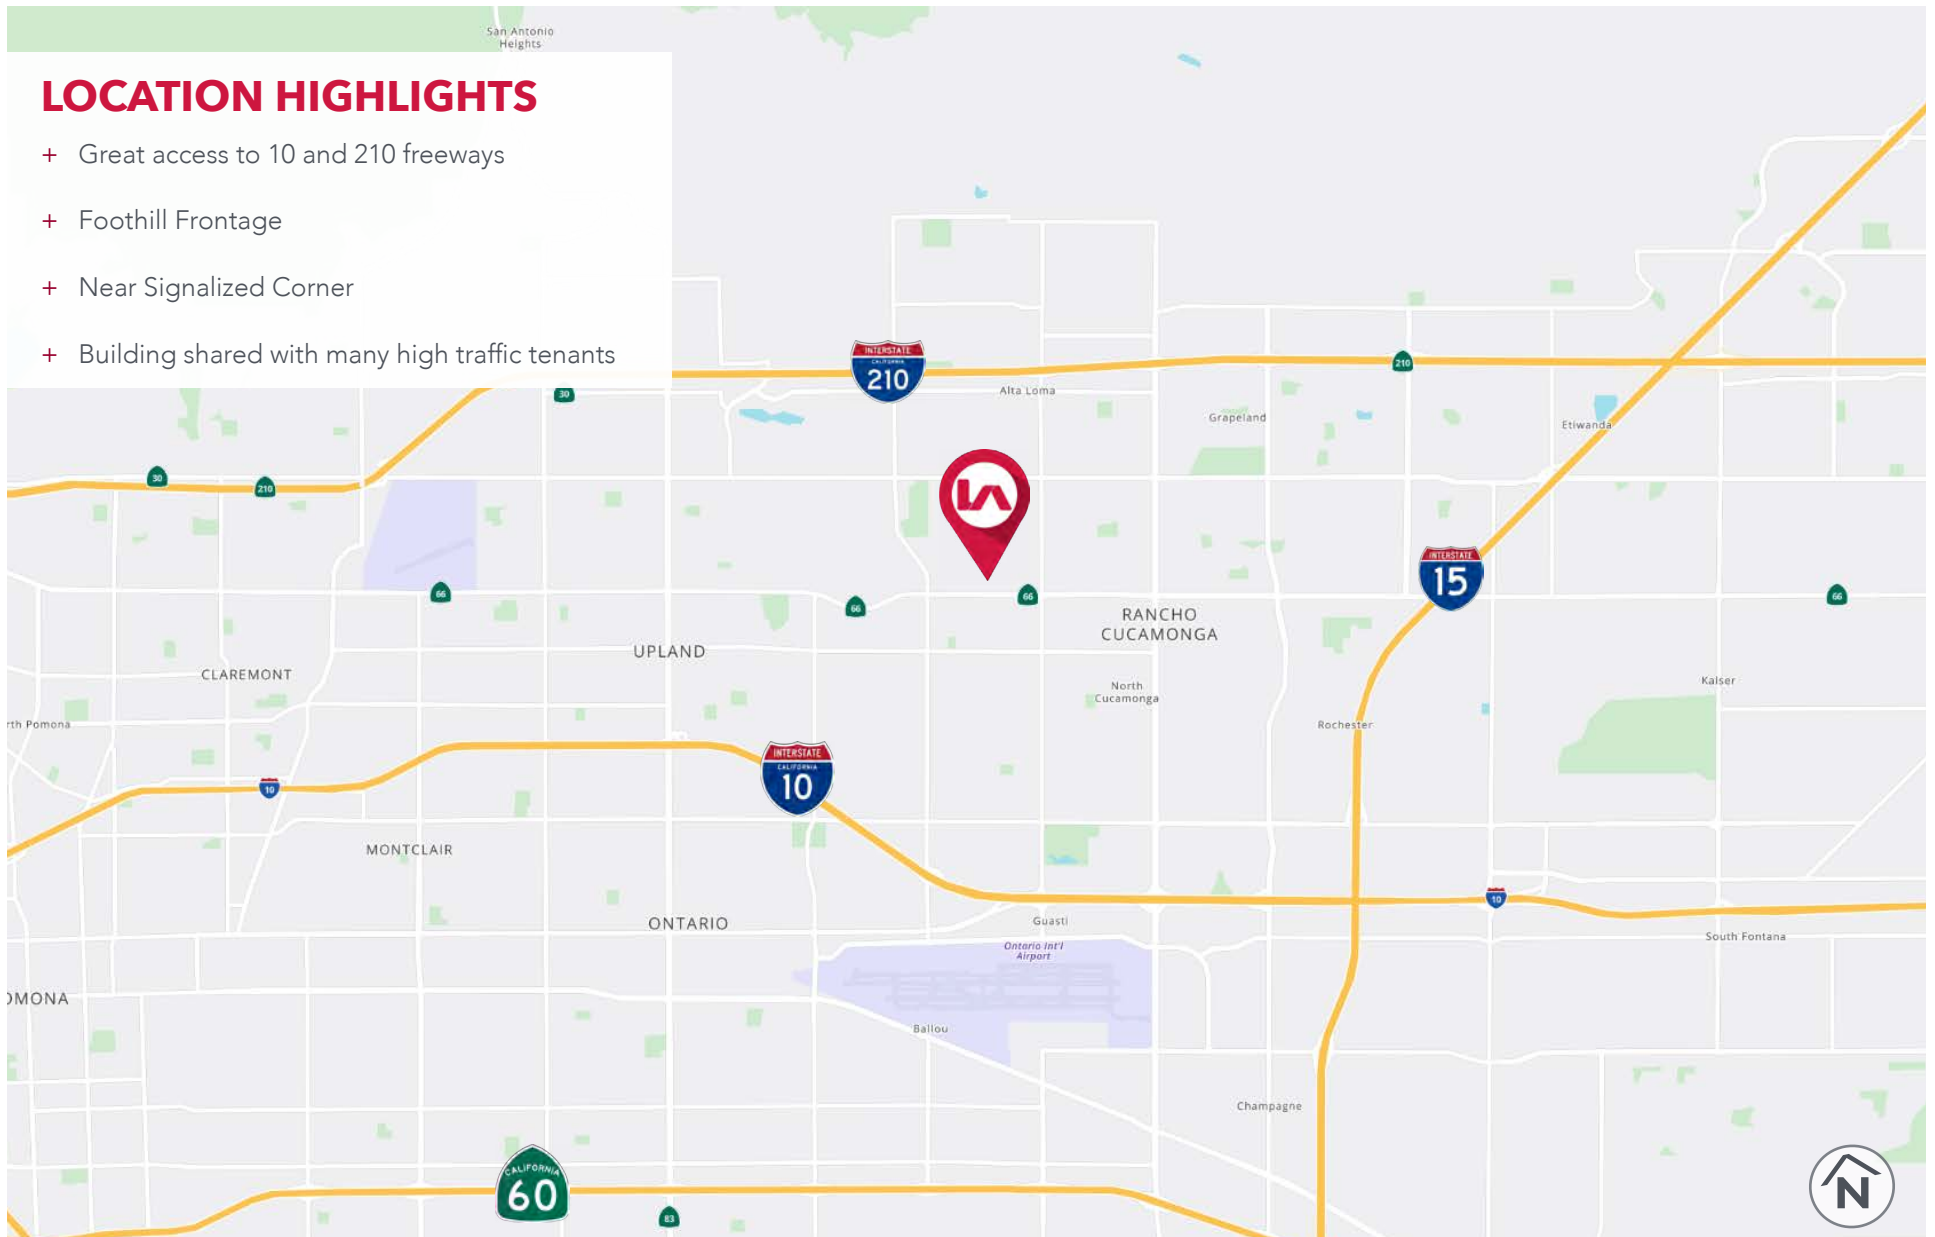 San Antonio
Heights
LOCATION HIGHLIGHTS
+ Great access to 10 and 210 freeways
+ Foothill Frontage
+ Near Signalized Corner
+ Building shared with many high traffic tenants
INTERSTATE
CALIFORNIA
210
210
30
Alta Loma
Grapeland
Etiwanda
30
210
LA
INTERSTATE
15
66
66
66
66
RANCHO
CUCAMONGA
UPLAND
CLAREMONT
North
Cucamonga
Kaiser
rth Pomona
Rochester
INTERSTATE
CALIFORNIA
10
10
MONTCLAIR
10
ONTARIO
Guasti
South Fontana
Ontario Int'l
Airport
OMONA
Ballou
Champagne
CALIFORNIA
60
83
N